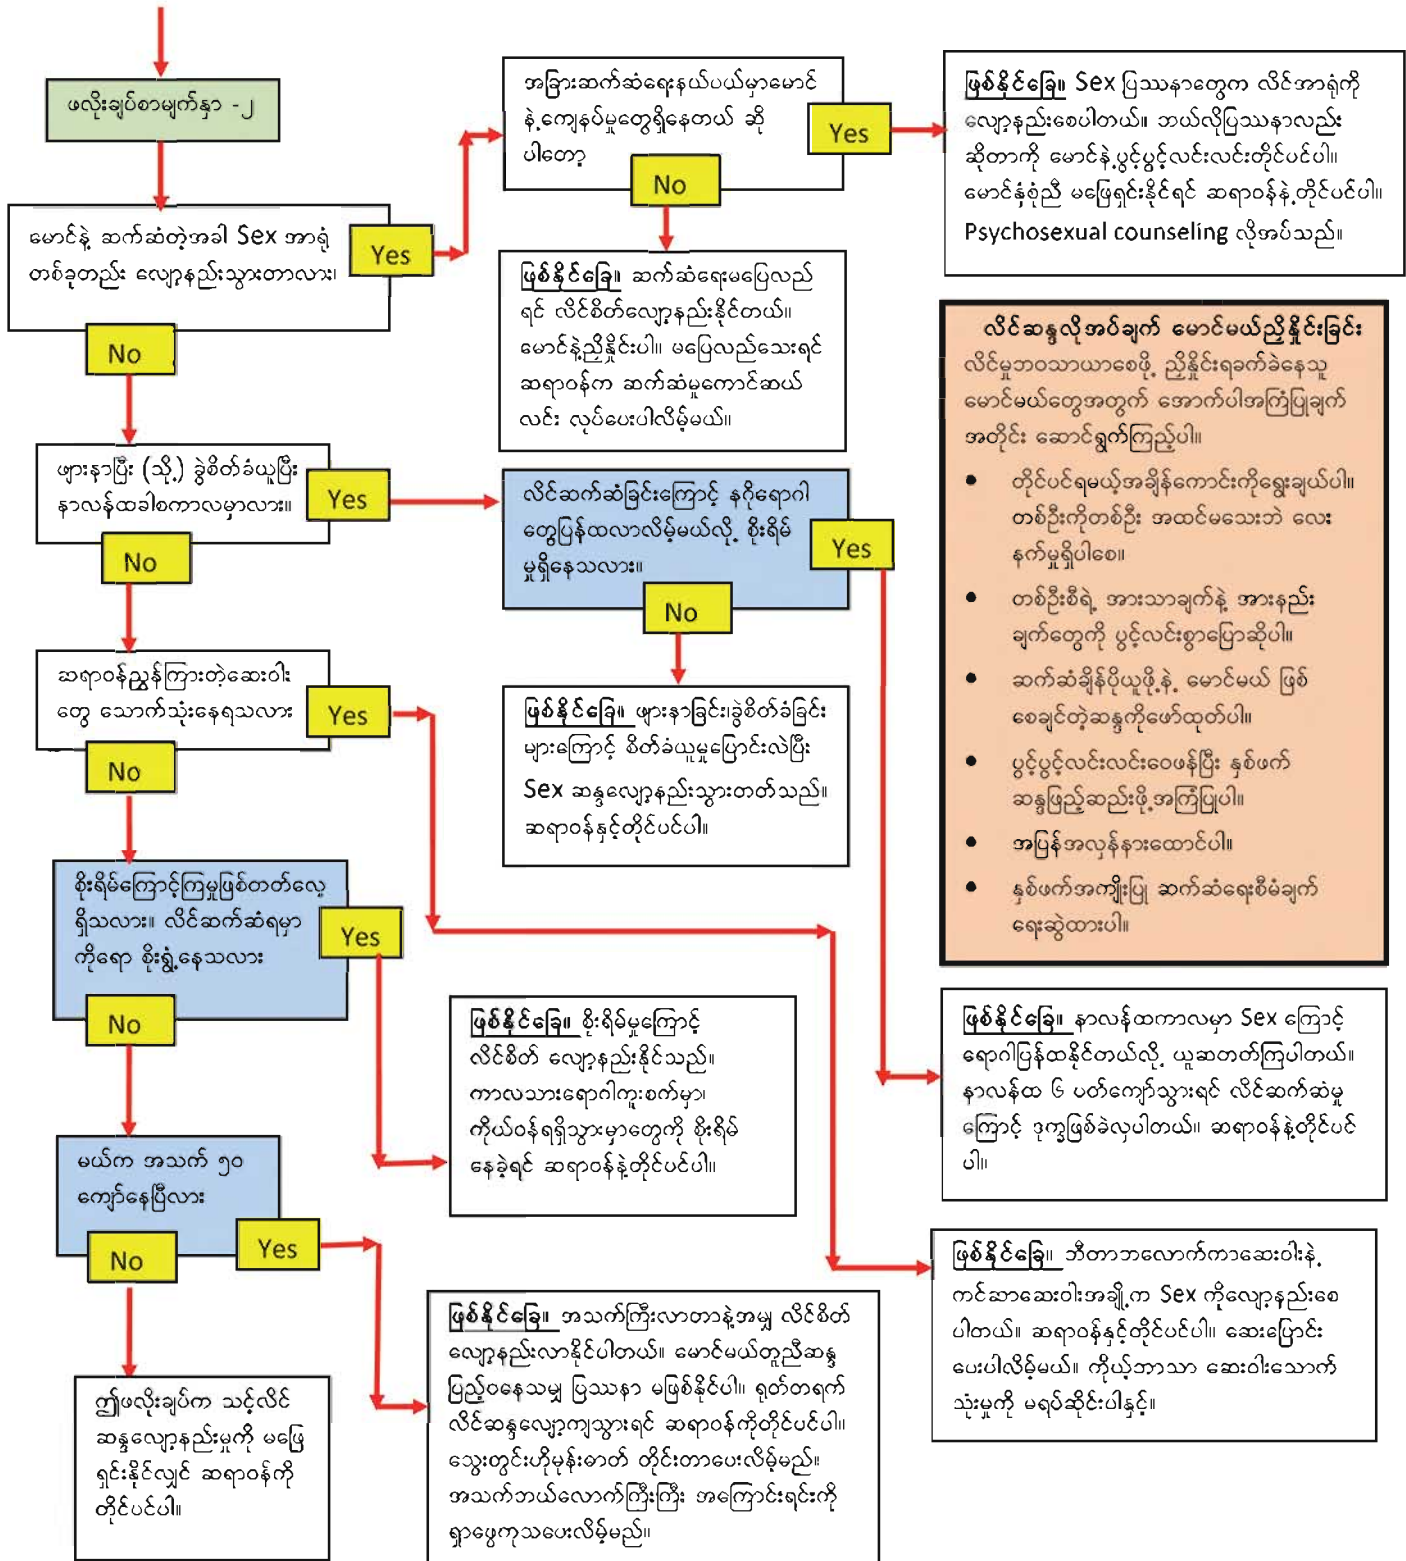 ဖလိုးချပ်စာမျက်နှာ -၂
မောင်နဲ့ ဆက်ဆံတဲ့အခါ Sex အာရုံ
တစ်ခုတည်း လျော့နည်းသွားတာလား၊
Yes
No
အခြားဆက်ဆံရေးနယ်ပယ်မှာမောင်
နဲ့ကျေနပ်မှုတွေရှိနေတယ် ဆို
ပါတော့
Yes
No
ဖြစ်နိုင်ခြေ။ Sex ပြဿနာတွေက လိင်အာရုံကို
လျော့နည်းစေပါတယ်။ ဘယ်လိုပြဿနာလည်း
ဆိုတာကို မောင်နဲ့ပွင့်ပွင့်လင်းလင်းတိုင်ပင်ပါ။
မောင်နှံစုံညီ မဖြေရှင်းနိုင်ရင် ဆရာဝန်နဲ့တိုင်ပင်ပါ။
Psychosexual counseling လိုအပ်သည်။
ဖြစ်နိုင်ခြေ။ ဆက်ဆံရေးမပြေလည်
ရင် လိင်စိတ်လျော့နည်းနိုင်တယ်။
မောင်နဲ့ညှိနှိုင်းပါ။ မပြေလည်သေးရင်
ဆရာဝန်က ဆက်ဆံမှုကောင်ဆယ်
လင်း လုပ်ပေးပါလိမ့်မယ်။
လိင်ဆန္ဒလိုအပ်ချက် မောင်မယ်ညှိနှိုင်းခြင်း
လိင်မှုဘဝသာယာစေဖို့ ညှိနှိုင်းရခက်ခဲနေသူ
မောင်မယ်တွေအတွက် အောက်ပါအကြံပြုချက်
အတိုင်း ဆောင်ရွက်ကြည့်ပါ။
• တိုင်ပင်ရမယ့်အချိန်ကောင်းကိုရွေးချယ်ပါ။
တစ်ဦးကိုတစ်ဦး အထင်မသေးဘဲ လေး
နက်မှုရှိပါစေ။
• တစ်ဦးစီရဲ့ အားသာချက်နဲ့ အားနည်း
ချက်တွေကို ပွင့်လင်းစွာပြောဆိုပါ။
• ဆက်ဆံချိန်ပိုယူဖို့နဲ့ မောင်မယ် ဖြစ်
စေချင်တဲ့ဆန္ဒကိုဖော်ထုတ်ပါ။
• ပွင့်ပွင့်လင်းလင်းဝေဖန်ပြီး နှစ်ဖက်
ဆန္ဒဖြည့်ဆည်းဖို့အကြံပြုပါ။
• အပြန်အလှန်နားထောင်ပါ။
• နှစ်ဖက်အကျိုးပြု ဆက်ဆံရေးစီမံချက်
ရေးဆွဲထားပါ။
ဖျားနာပြီး (သို့) ခွဲစိတ်ခံယူပြီး
နာလန်ထခါစကာလမှာလား။
Yes
No
လိင်ဆက်ဆံခြင်းကြောင့် နဂိုရောဂါ
တွေပြန်ထလာလိမ့်မယ်လို့ စိုးရိမ်
မှုရှိနေသလား။
Yes
No
ဆရာဝန်ညွှန်ကြားတဲ့ဆေးဝါး
တွေ သောက်သုံးနေရသလား
Yes
No
ဖြစ်နိုင်ခြေ။ ဖျားနာခြင်း၊ခွဲစိတ်ခံခြင်း
များကြောင့် စိတ်ခံယူမှုပြောင်းလဲပြီး
Sex ဆန္ဒလျော့နည်းသွားတတ်သည်။
ဆရာဝန်နှင့်တိုင်ပင်ပါ။
စိုးရိမ်ကြောင့်ကြမှုဖြစ်တတ်လေ့
ရှိသလား။ လိင်ဆက်ဆံရမှာ
ကိုရော စိုးရွံ့နေသလား
Yes
No
ဖြစ်နိုင်ခြေ။ စိုးရိမ်မှုကြောင့်
လိင်စိတ် လျော့နည်းနိုင်သည်။
ကာလသားရောဂါကူးစက်မှာ၊
ကိုယ်ဝန်ရရှိသွားမှာတွေကို စိုးရိမ်
နေခဲ့ရင် ဆရာဝန်နဲ့တိုင်ပင်ပါ။
ဖြစ်နိုင်ခြေ။ နာလန်ထကာလမှာ Sex ကြောင့်
ရောဂါပြန်ထနိုင်တယ်လို့ ယူဆတတ်ကြပါတယ်။
နာလန်ထ ၆ ပတ်ကျော်သွားရင် လိင်ဆက်ဆံမှု
ကြောင့် ဒုက္ခဖြစ်ခဲလှပါတယ်။ ဆရာဝန်နဲ့တိုင်ပင်
ပါ။
မယ်က အသက် ၅၀
ကျော်နေပြီလား
Yes
No
ဖြစ်နိုင်ခြေ။ ဘီတာဘလောက်ကာဆေးဝါးနဲ့
ကင်ဆာဆေးဝါးအချို့က Sex ကိုလျော့နည်းစေ
ပါတယ်။ ဆရာဝန်နှင့်တိုင်ပင်ပါ။ ဆေးပြောင်း
ပေးပါလိမ့်မယ်။ ကိုယ့်ဘာသာ ဆေးဝါးသောက်
သုံးမှုကို မရပ်ဆိုင်းပါနှင့်။
ဖြစ်နိုင်ခြေ။ အသက်ကြီးလာတာနဲ့အမျှ လိင်စိတ်
လျော့နည်းလာနိုင်ပါတယ်။ မောင်မယ်တူညီဆန္ဒ
ပြည့်ဝနေသမျှ ပြဿနာ မဖြစ်နိုင်ပါ။ ရုတ်တရက်
လိင်ဆန္ဒလျော့ကျသွားရင် ဆရာဝန်ကိုတိုင်ပင်ပါ။
သွေးတွင်းဟိုမုန်းဓာတ် တိုင်းတာပေးလိမ့်မည်။
အသက်ဘယ်လောက်ကြီးကြီး အကြောင်းရင်းကို
ရှာဖွေကုသပေးလိမ့်မည်။
ဤဖလိုးချပ်က သင့်လိင်
ဆန္ဒလျော့နည်းမှုကို မဖြေ
ရှင်းနိုင်လျှင် ဆရာဝန်ကို
တိုင်ပင်ပါ။